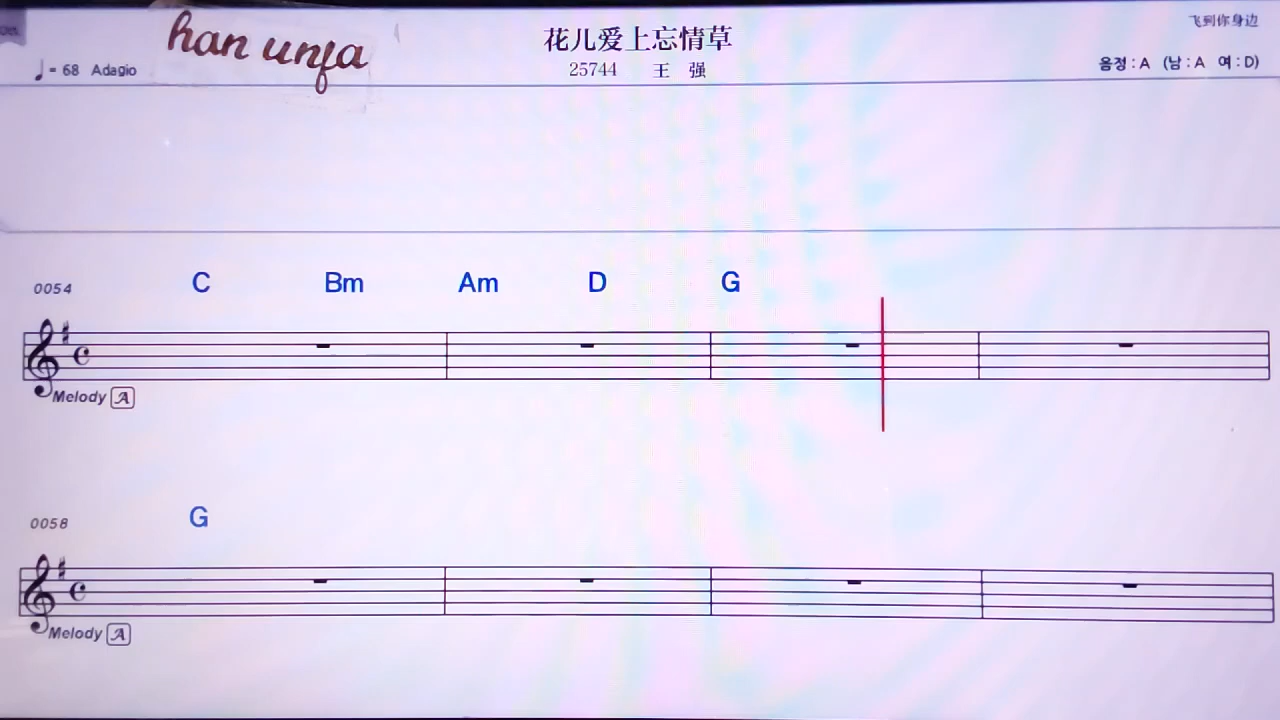 han unfa
花儿爱上忘情草
飞到你身边
♩= 68 Adagio
25744 王 强
음정 : A (남 : A 여 : D)
0054
C Bm Am D G
Melody A
0058
G
Melody A